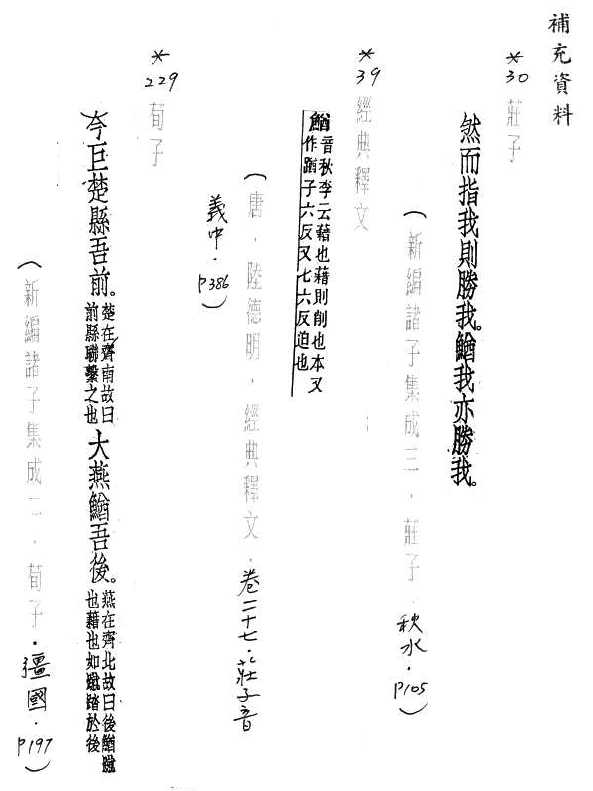 補充資料
*30 莊子
然而指我則勝我。鰌我亦勝我。
(新編諸子集成三.莊子.秋水.p105)
*39 經典釋文
鰌音秋李云藉也藉則削也本又
作蹵子六反又七六反迫也
(唐.陸德明.經典釋文.卷二十七.莊子音
義中.p386)
*229 荀子
今巨楚縣吾前。楚在齊南故曰前縣聯繫之也大燕鰌吾後。燕在齊北故曰後鰌蹴也藉也如蹴踏於後
(新編諸子集成二.荀子.彊國.p197)